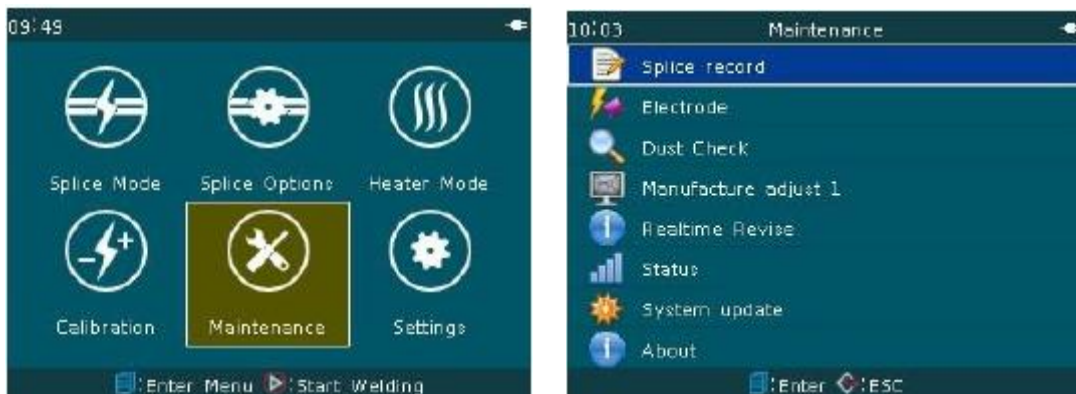 09:49
Splice Mode Splice Options Heater Mode
Calibration Maintenance Settings
:Enter Menu :Start Welding
10:03 Maintenance
Splice record
Electrode
Dust Check
Manufacture adjust 1
Realtime Revise
Status
System update
About
:Enter :ESC